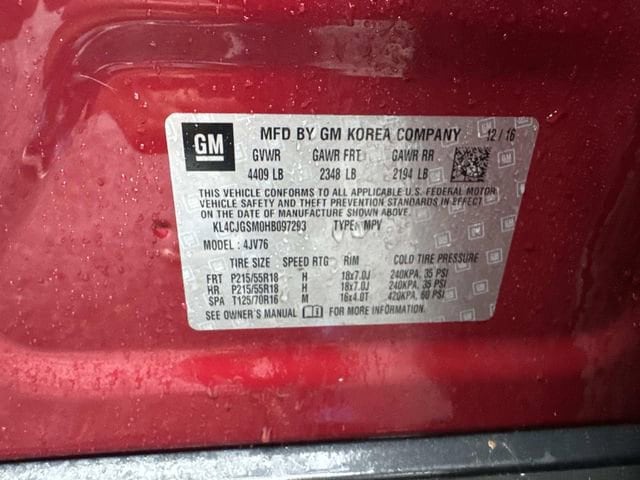 GM MFD BY GM KOREA COMPANY 12/16
GVWR GAWR FRT GAWR RR
4409 LB 2348 LB 2194 LB
THIS VEHICLE CONFORMS TO ALL APPLICABLE U.S. FEDERAL MOTOR
VEHICLE SAFETY AND THEFT PREVENTION STANDARDS IN EFFECT ON THE
DATE OF MANUFACTURE SHOWN ABOVE.
KL4CJGSM0HB097293 TYPE: MPV
MODEL : 4JV76
TIRE SIZE SPEED RTG RIM COLD TIRE PRESSURE
FRT P215/55R18 H 18x7.0J 240KPA, 35 PSI
RR P215/55R18 H 18x7.0J 240KPA, 35 PSI
SPA T125/70R16 M 16x4.0T 420KPA, 60 PSI
SEE OWNER'S MANUAL FOR MORE INFORMATION.